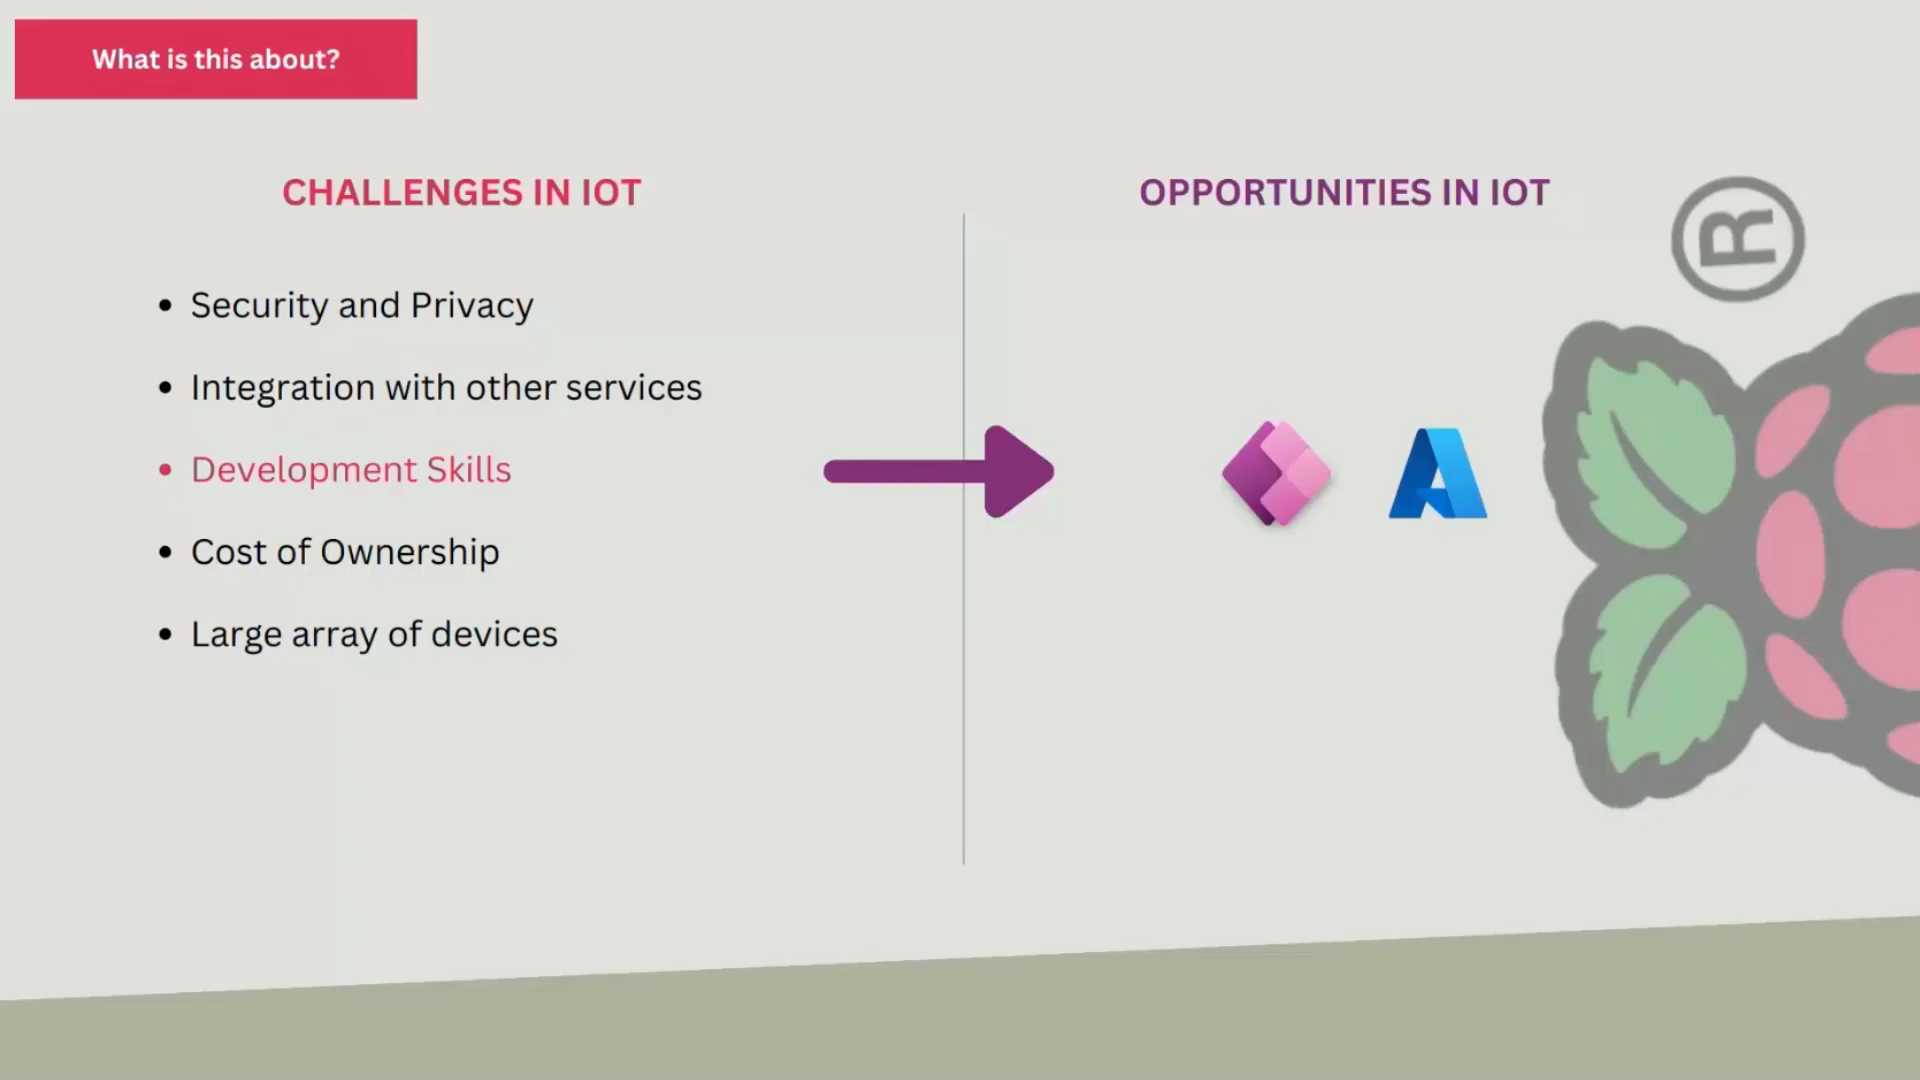 What is this about?
CHALLENGES IN IOT
• Security and Privacy
• Integration with other services
• Development Skills
• Cost of Ownership
• Large array of devices
OPPORTUNITIES IN IOT
®